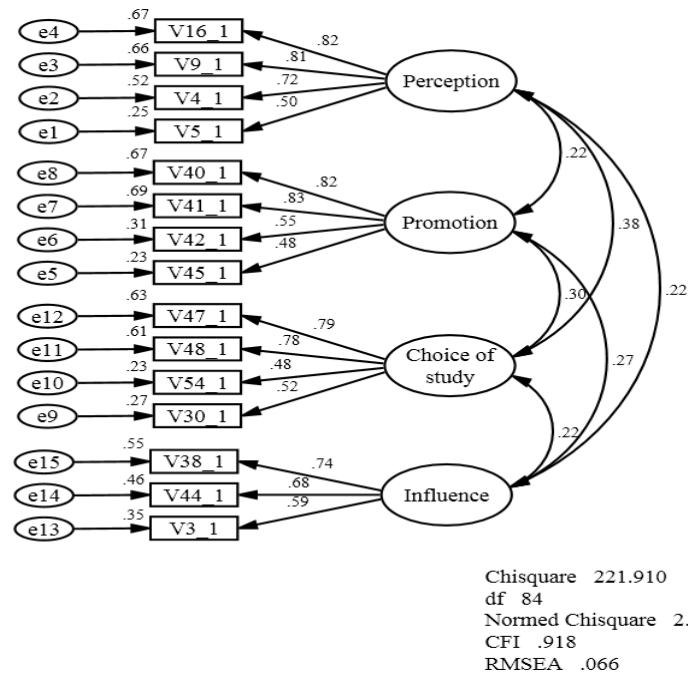 e4 .67 V16_1 .82
e3 .66 V9_1 .81
e2 .52 V4_1 .72
e1 .25 V5_1 .50
Perception
e8 .67 V40_1 .82
e7 .69 V41_1 .83
e6 .31 V42_1 .55
e5 .23 V45_1 .48
Promotion
e12 .63 V47_1 .79
e11 .61 V48_1 .78
e10 .23 V54_1 .48
e9 .27 V30_1 .52
Choice of
study
e15 .55 V38_1 .74
e14 .46 V44_1 .68
e13 .35 V3_1 .59
Influence
.22
.38
.30
.22
.27
.22
Chisquare 221.910
df 84
Normed Chisquare 2.
CFI .918
RMSEA .066